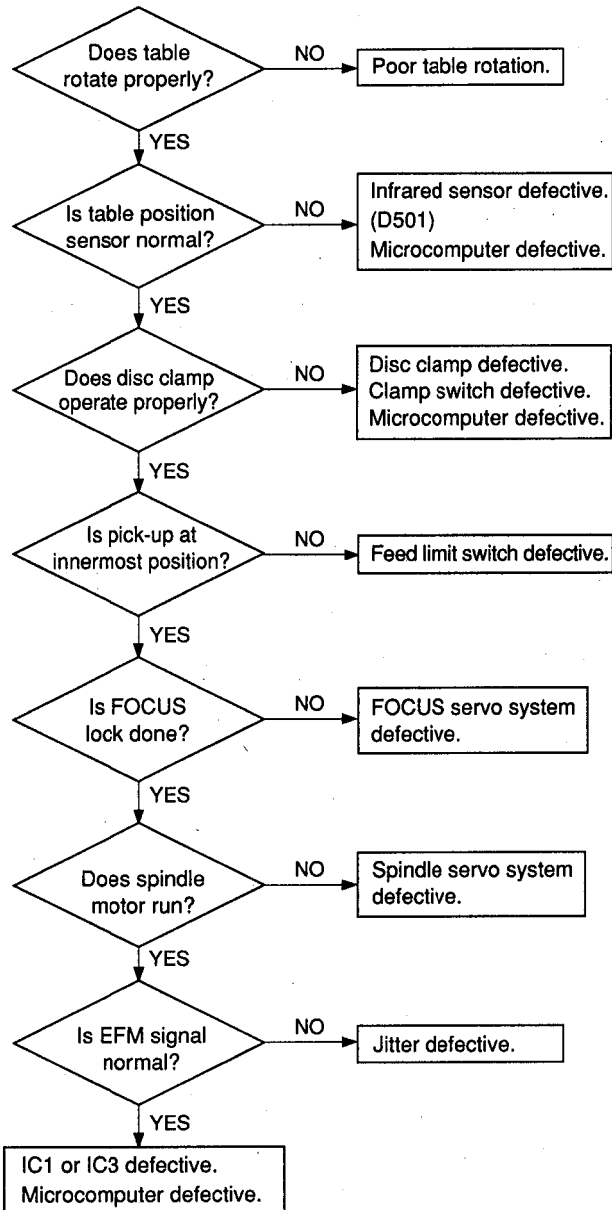 Does table
rotate properly?
NO
Poor table rotation.
YES
Is table position
sensor normal?
NO
Infrared sensor defective.
(D501)
Microcomputer defective.
YES
Does disc clamp
operate properly?
NO
Disc clamp defective.
Clamp switch defective.
Microcomputer defective.
YES
Is pick-up at
innermost position?
NO
Feed limit switch defective.
YES
Is FOCUS
lock done?
NO
FOCUS servo system
defective.
YES
Does spindle
motor run?
NO
Spindle servo system
defective.
YES
Is EFM signal
normal?
NO
Jitter defective.
YES
IC1 or IC3 defective.
Microcomputer defective.